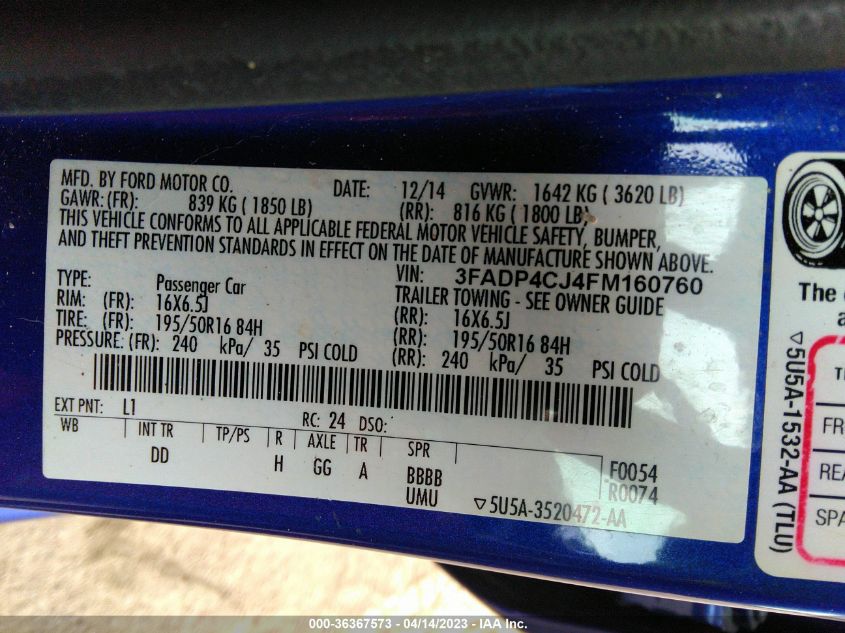 MFD. BY FORD MOTOR CO.
DATE: 12/14 GVWR: 1642 KG ( 3620 LB)
GAWR: (FR): 839 KG ( 1850 LB) (RR): 816 KG ( 1800 LB)
THIS VEHICLE CONFORMS TO ALL APPLICABLE FEDERAL MOTOR VEHICLE SAFETY, BUMPER,
AND THEFT PREVENTION STANDARDS IN EFFECT ON THE DATE OF MANUFACTURE SHOWN ABOVE.
VIN: 3FADP4CJ4FM160760
TYPE: Passenger Car TRAILER TOWING - SEE OWNER GUIDE
RIM: (FR): 16X6.5J (RR): 16X6.5J
TIRE: (FR): 195/50R16 84H (RR): 195/50R16 84H
PRESSURE: (FR): 240 kPa/ 35 PSI COLD (RR): 240 kPa/ 35 PSI COLD
EXT PNT: L1 RC: 24 DSO:
WB INT TR TP/PS R AXLE TR SPR
DD H GG A BBBB F0054
UMU R0074
▽5U5A-3520472-AA
The
▽5U5A-1532-AA (TLU)
FR
REA
SPA
000-36367573 - 04/14/2023 - IAA Inc.